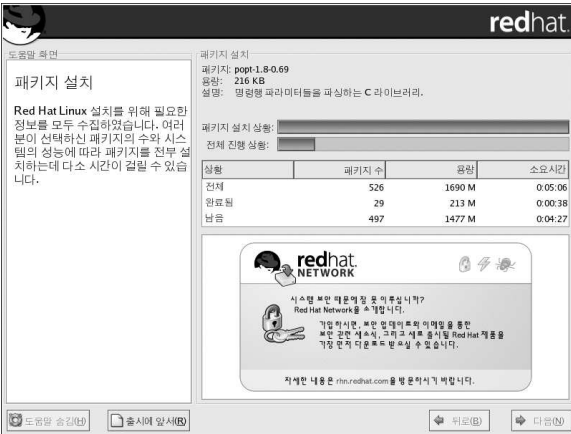 redhat.
도움말 화면
패키지 설치
Red Hat Linux 설치를 위해 필요한
정보를 모두 수집하였습니다. 여러
분이 선택하신 패키지의 수와 시스
템의 성능에 따라 패키지를 전부 설
치하는데 다소 시간이 걸릴 수 있습
니다.
패키지 설치
패키지: popt-1.8-0.69
용량: 216 KB
설명: 명령행 파라미터들을 파싱하는 C 라이브러리.
패키지 설치 상황:
전체 진행 상황:
상황 패키지 수 용량 소요시간
전체 526 1690 M 0:05:06
완료됨 29 213 M 0:00:38
남음 497 1477 M 0:04:27
redhat.
NETWORK
시스템 보안 때문에 잠 못 이루십니까?
Red Hat Network을 소개합니다.
가입하시면, 보안 업데이트와 이메일을 통한
보안 관련 새소식, 그리고 새로 출시될 Red Hat 제품을
가장 먼저 다운로드 받으실 수 있습니다.
자세한 내용은 rhn.redhat.com을 방문하시기 바랍니다.
도움말 숨김(H)
출시에 앞서(R)
뒤로(B)
다음(N)